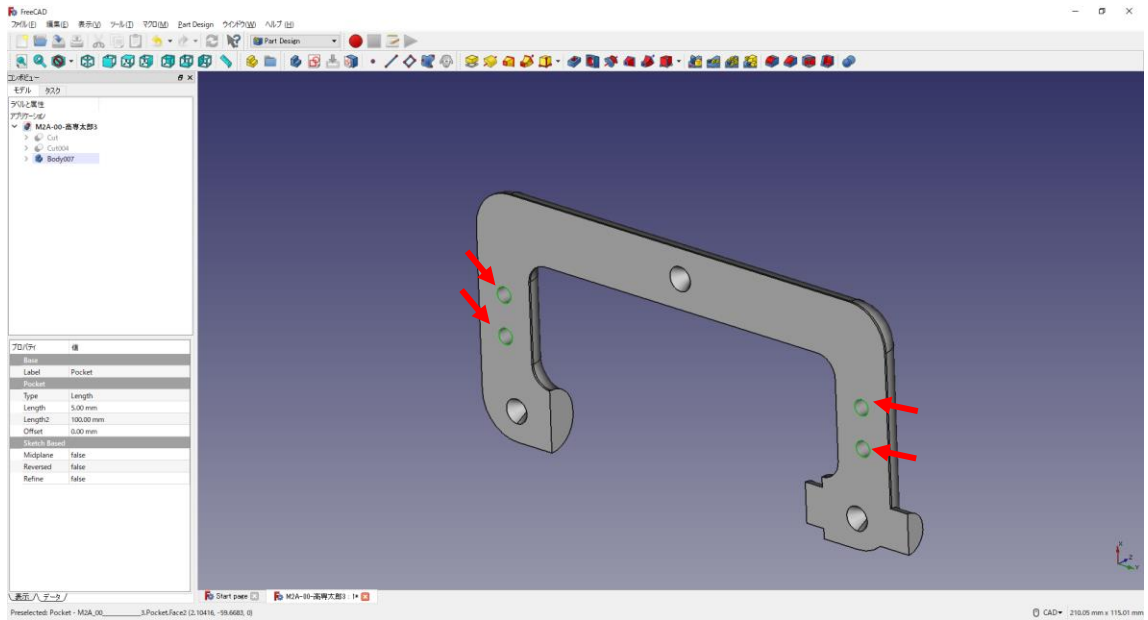 FreeCAD
ファイル(F) 編集(E) 表示(V) ツール(T) マクロ(M) Part Design ウインドウ(W) ヘルプ(H)
Part Design
コンボビュー
モデル タスク
ラベルと属性
アプリケーション
M2A-00-高専太郎3
Cut
Cut004
Body007
プロパティ 値
Base
Label Pocket
Pocket
Type Length
Length 5.00 mm
Length2 100.00 mm
Offset 0.00 mm
Sketch Based
Midplane false
Reversed false
Refine false
表示 データ
Start page M2A-00-高専太郎3 : 1*
X
Z
Y
Preselected: Pocket - M2A_00_______3.Pocket.Face2 (2.10416, -59.6683, 0)
CAD 210.05 mm x 115.01 mm